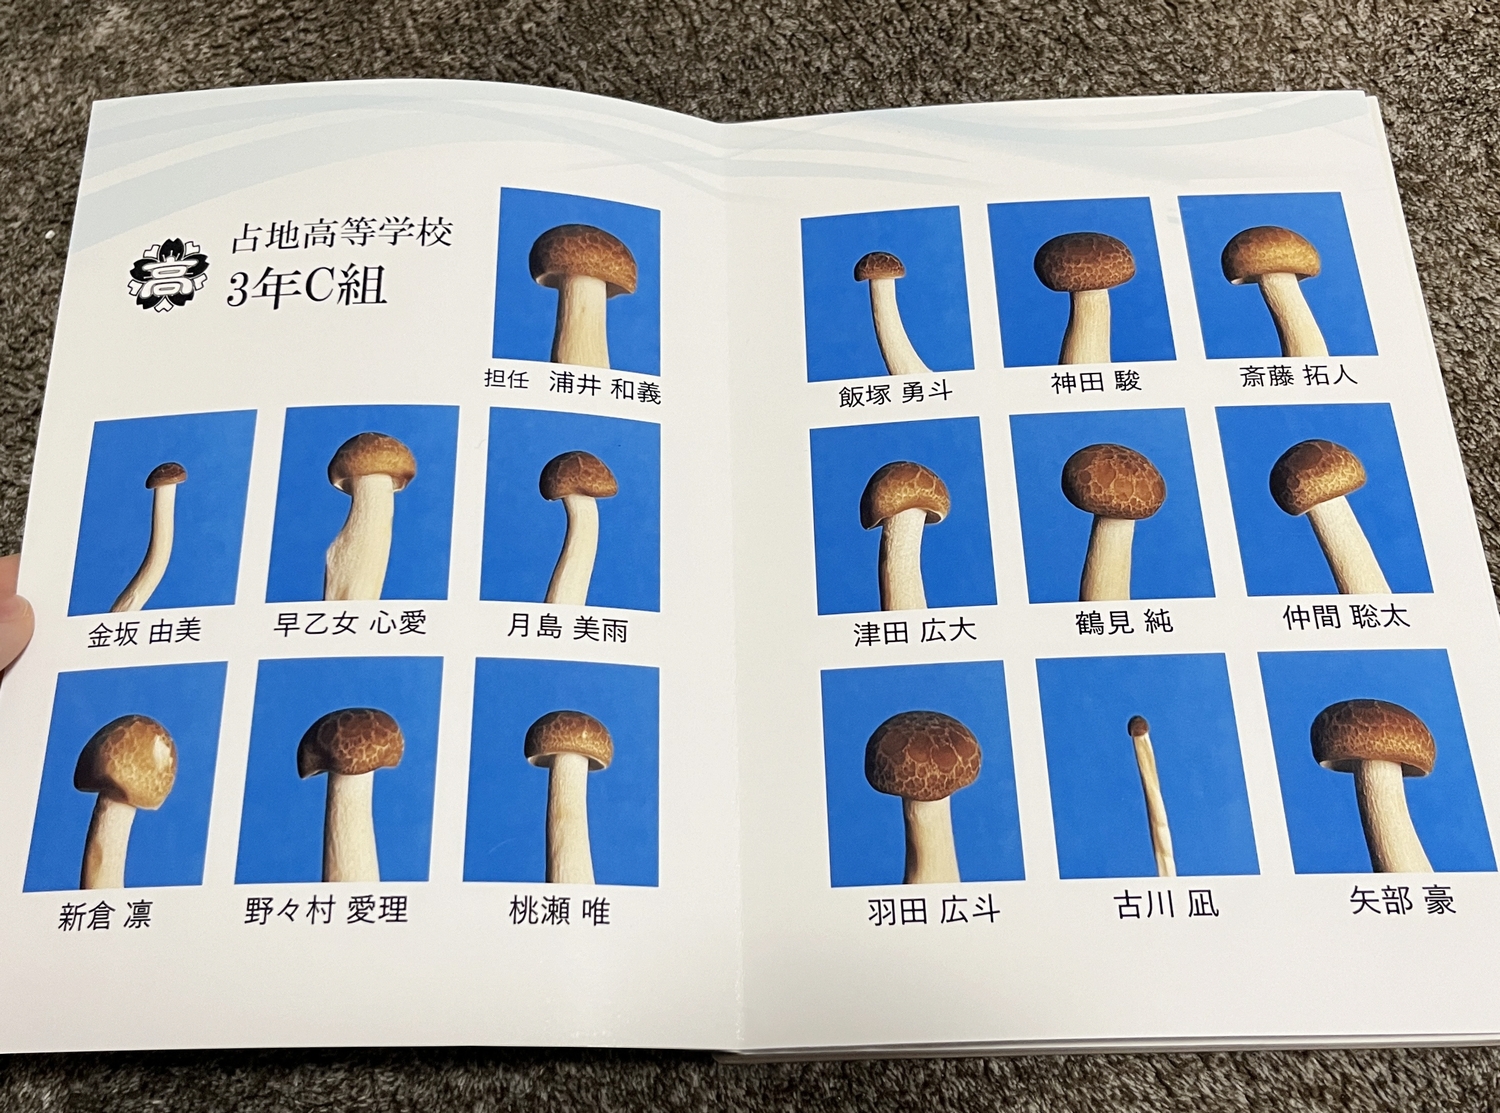 高
占地高等学校
3年C組
担任 浦井 和義
金坂 由美
早乙女 心愛
月島 美雨
新倉 凛
野々村 愛理
桃瀬 唯
飯塚 勇斗
神田 駿
斎藤 拓人
津田 広大
鶴見 純
仲間 聡太
羽田 広斗
古川 凪
矢部 豪